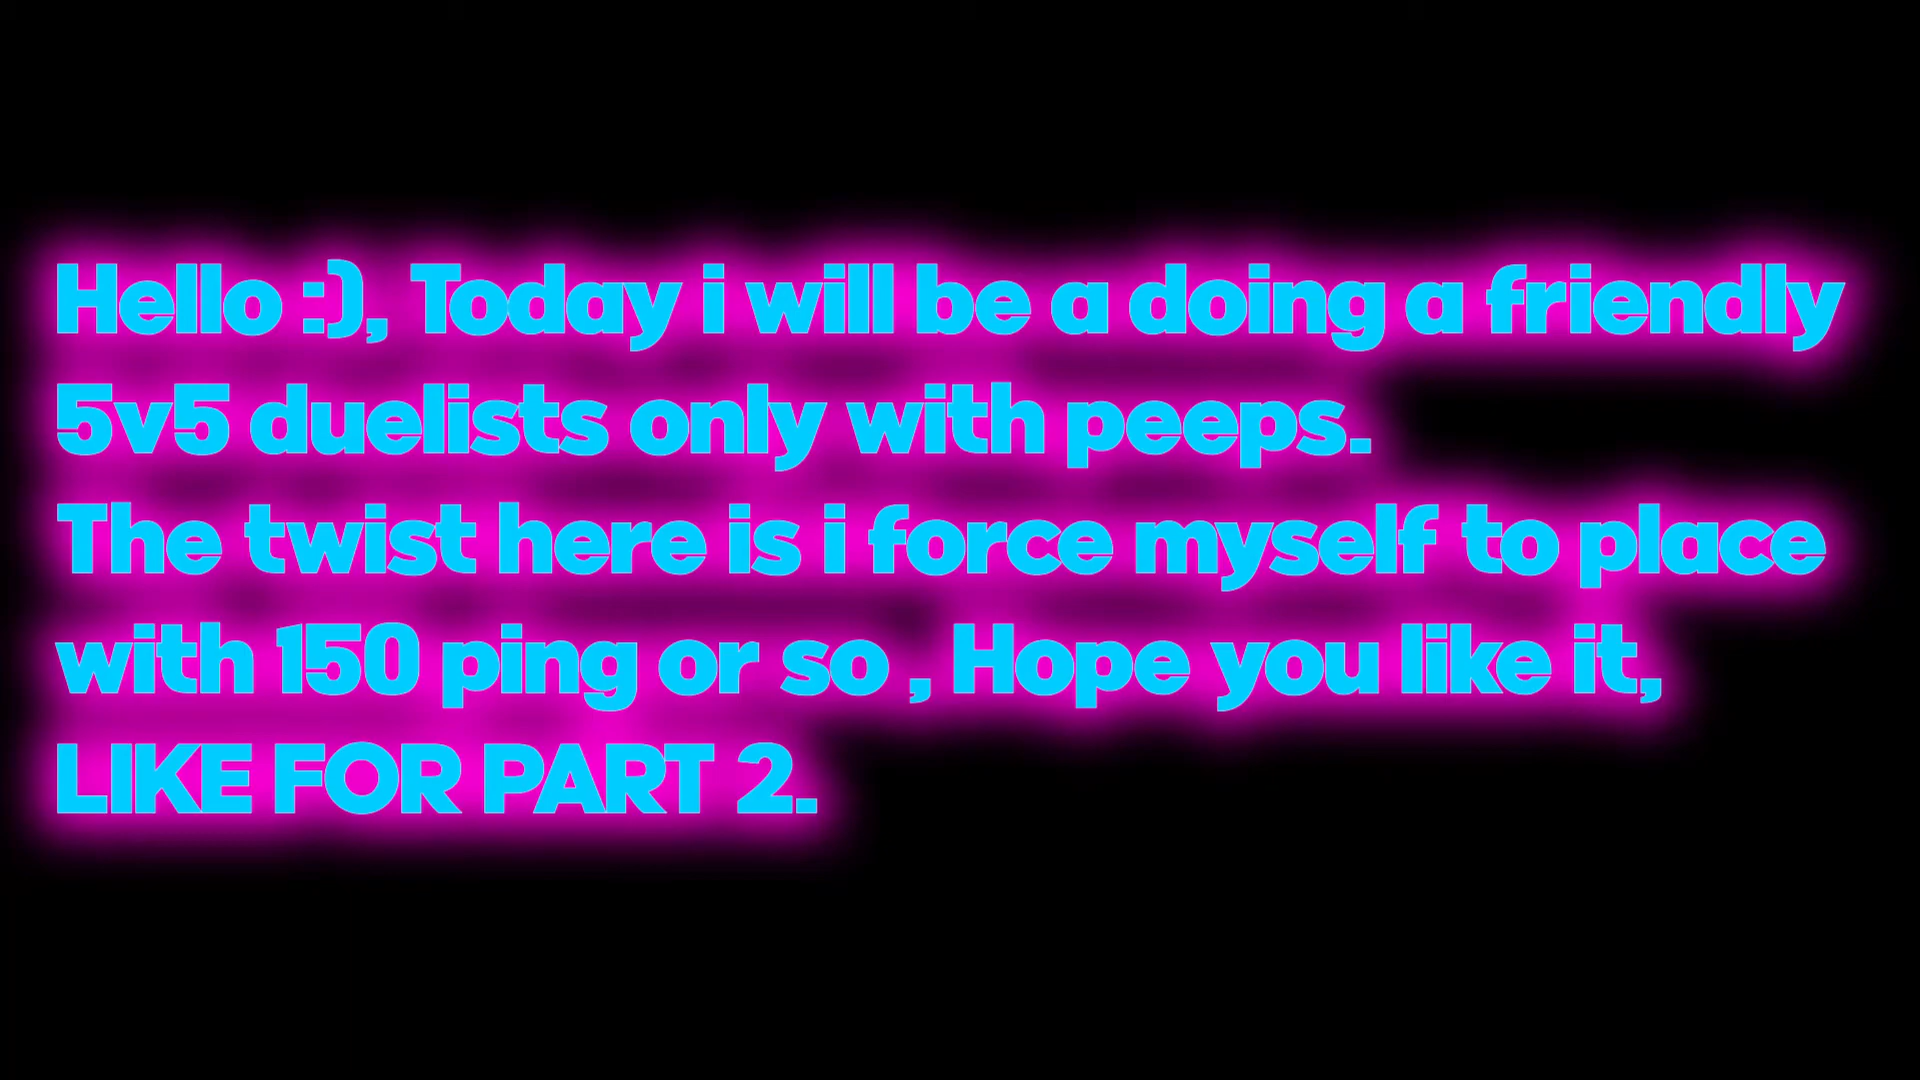 Hello :), Today i will be a doing a friendly
5v5 duelists only with peeps.
The twist here is i force myself to place
with 150 ping or so , Hope you like it,
LIKE FOR PART 2.